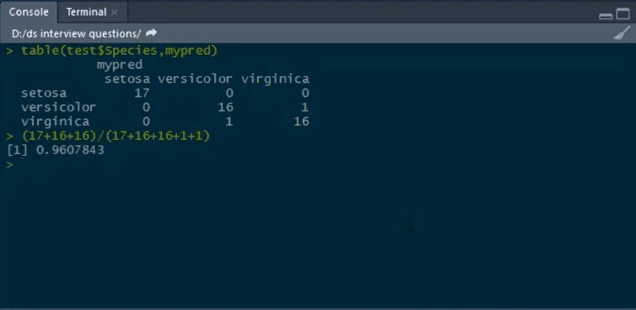 Console Terminal ×
D:/ds interview questions/
> table(test$Species,mypred)
mypred
setosa versicolor virginica
setosa 17 0 0
versicolor 0 16 1
virginica 0 1 16
> (17+16+16)/(17+16+16+1+1)
[1] 0.9607843
>